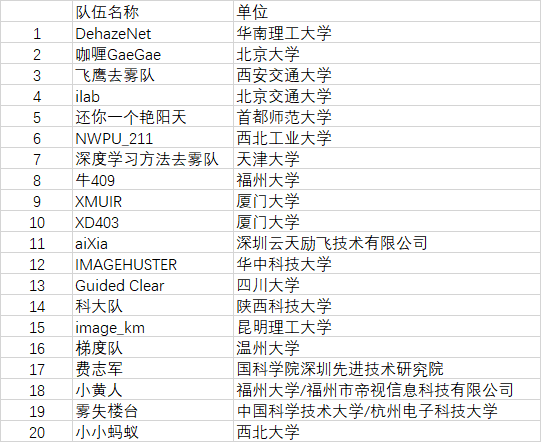 队伍名称 单位
1 DehazeNet 华南理工大学
2 咖喱GaeGae 北京大学
3 飞鹰去雾队 西安交通大学
4 ilab 北京交通大学
5 还你一个艳阳天 首都师范大学
6 NWPU_211 西北工业大学
7 深度学习方法去雾队 天津大学
8 牛409 福州大学
9 XMUIR 厦门大学
10 XD403 厦门大学
11 aiXia 深圳云天励飞技术有限公司
12 IMAGEHUSTER 华中科技大学
13 Guided Clear 四川大学
14 科大队 陕西科技大学
15 image_km 昆明理工大学
16 梯度队 温州大学
17 费志军 国科学院深圳先进技术研究院
18 小黄人 福州大学/福州市帝视信息科技有限公司
19 雾失楼台 中国科学技术大学/杭州电子科技大学
20 小小蚂蚁 西北大学